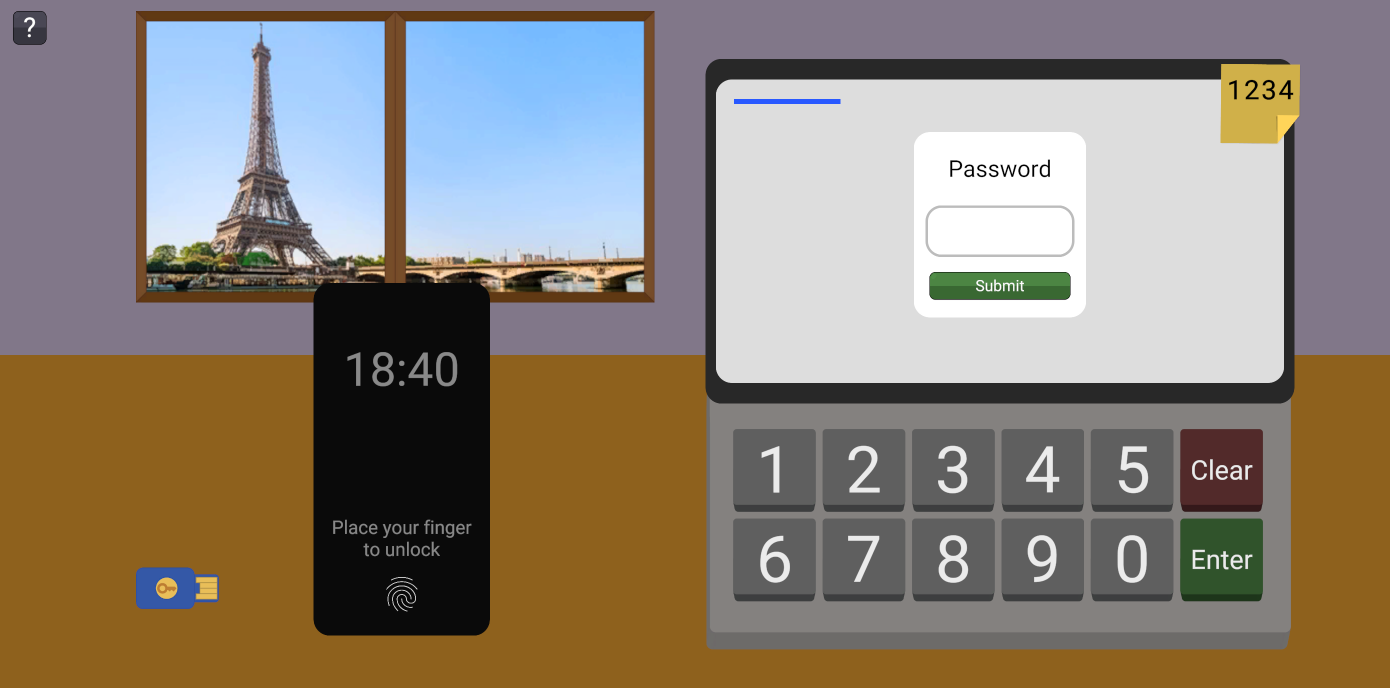 ?
1234
Password
Submit
18:40
Place your finger
to unlock
1 2 3 4 5 Clear
6 7 8 9 0 Enter